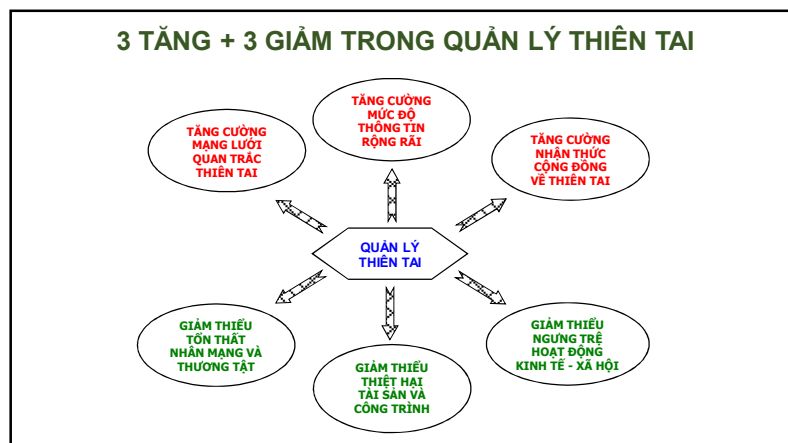 3 TĂNG + 3 GIẢM TRONG QUẢN LÝ THIÊN TAI
TĂNG CƯỜNG
MẠNG LƯỚI
QUAN TRẮC
THIÊN TAI
TĂNG CƯỜNG
MỨC ĐỘ
THÔNG TIN
RỘNG RÃI
TĂNG CƯỜNG
NHẬN THỨC
CỘNG ĐỒNG
VỀ THIÊN TAI
QUẢN LÝ
THIÊN TAI
GIẢM THIỂU
TỔN THẤT
NHÂN MẠNG VÀ
THƯƠNG TẬT
GIẢM THIỂU
THIỆT HẠI
TÀI SẢN VÀ
CÔNG TRÌNH
GIẢM THIỂU
NGƯNG TRỆ
HOẠT ĐỘNG
KINH TẾ - XÃ HỘI